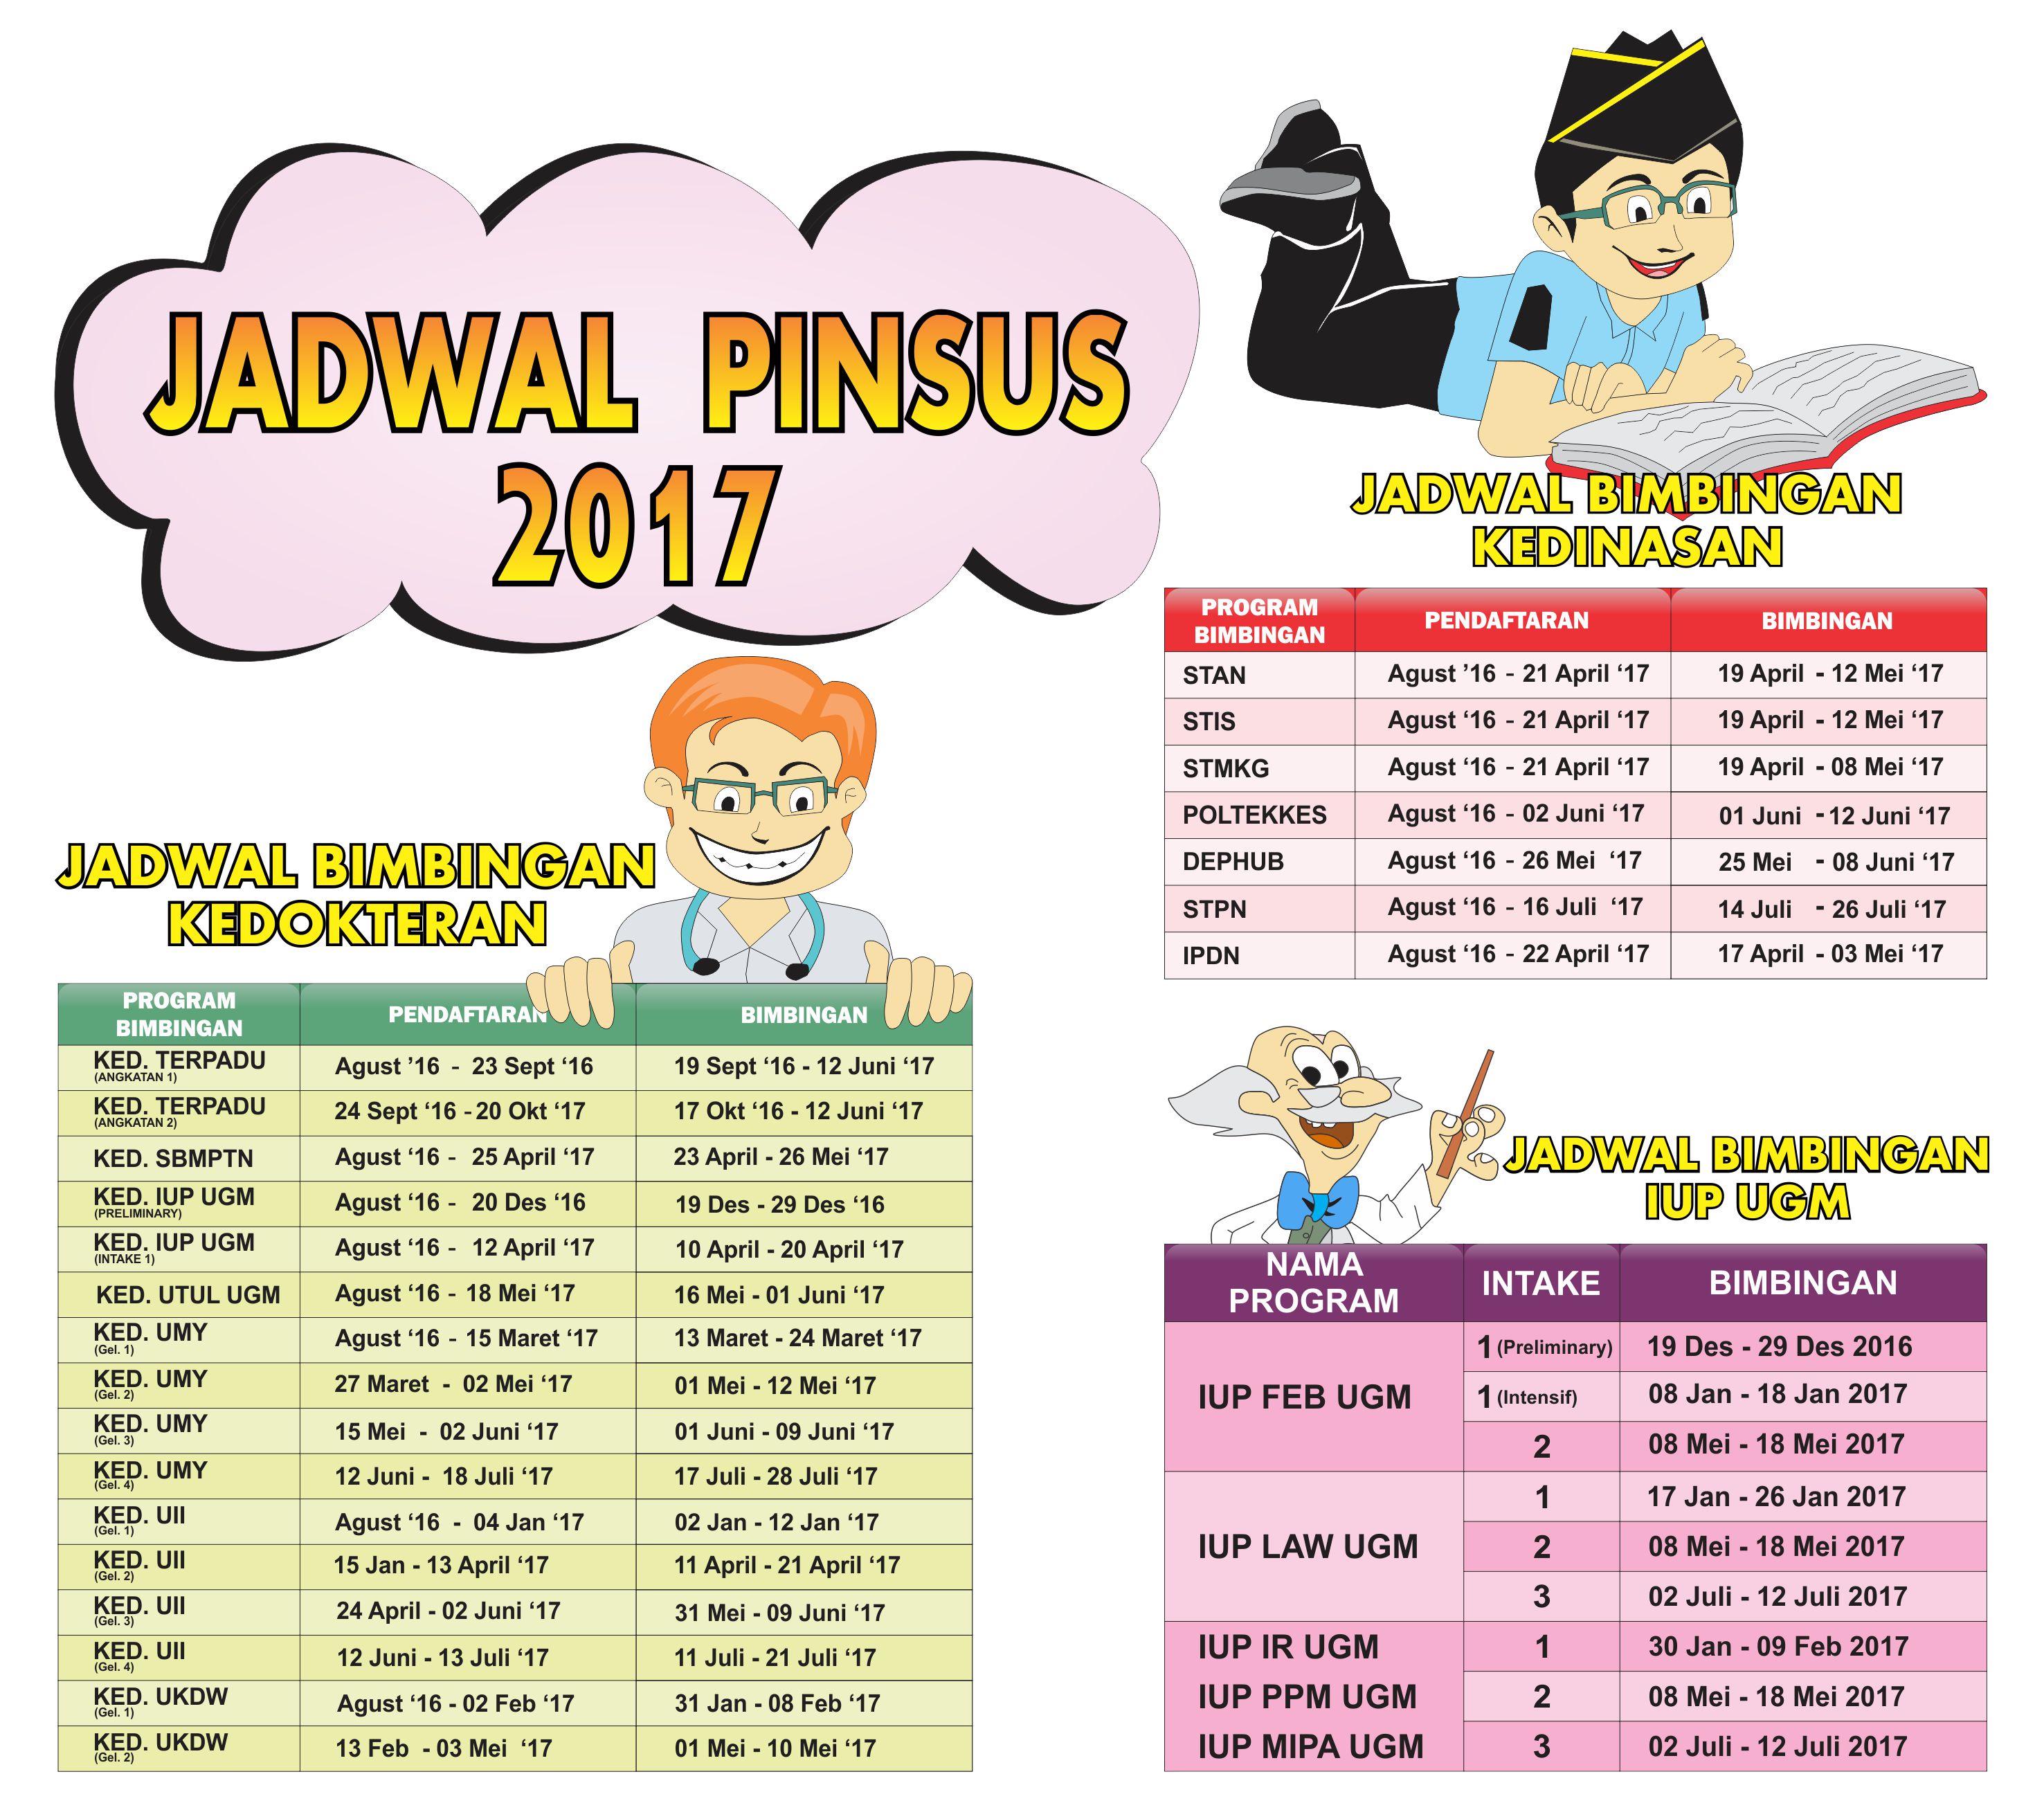 JADWAL PINSUS
2017
JADWAL BIMBINGAN
KEDOKTERAN
PROGRAM
BIMBINGAN
PENDAFTARAN
BIMBINGAN
KED. TERPADU
(ANGKATAN 1)
Agust ’16 - 23 Sept ‘16
19 Sept ‘16 - 12 Juni ‘17
KED. TERPADU
(ANGKATAN 2)
24 Sept ‘16 - 20 Okt ‘17
17 Okt ‘16 - 12 Juni ‘17
KED. SBMPTN
Agust ‘16 - 25 April ‘17
23 April - 26 Mei ‘17
KED. IUP UGM
(PRELIMINARY)
Agust ‘16 - 20 Des ‘16
19 Des - 29 Des ‘16
KED. IUP UGM
(INTAKE 1)
Agust ‘16 - 12 April ‘17
10 April - 20 April ‘17
KED. UTUL UGM
Agust ‘16 - 18 Mei ‘17
16 Mei - 01 Juni ‘17
KED. UMY
(Gel. 1)
Agust ‘16 - 15 Maret ‘17
13 Maret - 24 Maret ‘17
KED. UMY
(Gel. 2)
27 Maret - 02 Mei ‘17
01 Mei - 12 Mei ‘17
KED. UMY
(Gel. 3)
15 Mei - 02 Juni ‘17
01 Juni - 09 Juni ‘17
KED. UMY
(Gel. 4)
12 Juni - 18 Juli ‘17
17 Juli - 28 Juli ‘17
KED. UII
(Gel. 1)
Agust ‘16 - 04 Jan ‘17
02 Jan - 12 Jan ‘17
KED. UII
(Gel. 2)
15 Jan - 13 April ‘17
11 April - 21 April ‘17
KED. UII
(Gel. 3)
24 April - 02 Juni ‘17
31 Mei - 09 Juni ‘17
KED. UII
(Gel. 4)
12 Juni - 13 Juli ‘17
11 Juli - 21 Juli ‘17
KED. UKDW
(Gel. 1)
Agust ‘16 - 02 Feb ‘17
31 Jan - 08 Feb ‘17
KED. UKDW
(Gel. 2)
13 Feb - 03 Mei ‘17
01 Mei - 10 Mei ‘17
JADWAL BIMBINGAN
KEDINASAN
PROGRAM
BIMBINGAN
PENDAFTARAN
BIMBINGAN
STAN
Agust ’16 - 21 April ‘17
19 April - 12 Mei ‘17
STIS
Agust ‘16 - 21 April ‘17
19 April - 12 Mei ‘17
STMKG
Agust ‘16 - 21 April ‘17
19 April - 08 Mei ‘17
POLTEKKES
Agust ‘16 - 02 Juni ‘17
01 Juni - 12 Juni ‘17
DEPHUB
Agust ‘16 - 26 Mei ‘17
25 Mei - 08 Juni ‘17
STPN
Agust ‘16 - 16 Juli ‘17
14 Juli - 26 Juli ‘17
IPDN
Agust ‘16 - 22 April ‘17
17 April - 03 Mei ‘17
JADWAL BIMBINGAN
IUP UGM
NAMA
PROGRAM
INTAKE
BIMBINGAN
IUP FEB UGM
1 (Preliminary)
19 Des - 29 Des 2016
1 (Intensif)
08 Jan - 18 Jan 2017
2
08 Mei - 18 Mei 2017
IUP LAW UGM
1
17 Jan - 26 Jan 2017
2
08 Mei - 18 Mei 2017
3
02 Juli - 12 Juli 2017
IUP IR UGM
1
30 Jan - 09 Feb 2017
IUP PPM UGM
2
08 Mei - 18 Mei 2017
IUP MIPA UGM
3
02 Juli - 12 Juli 2017